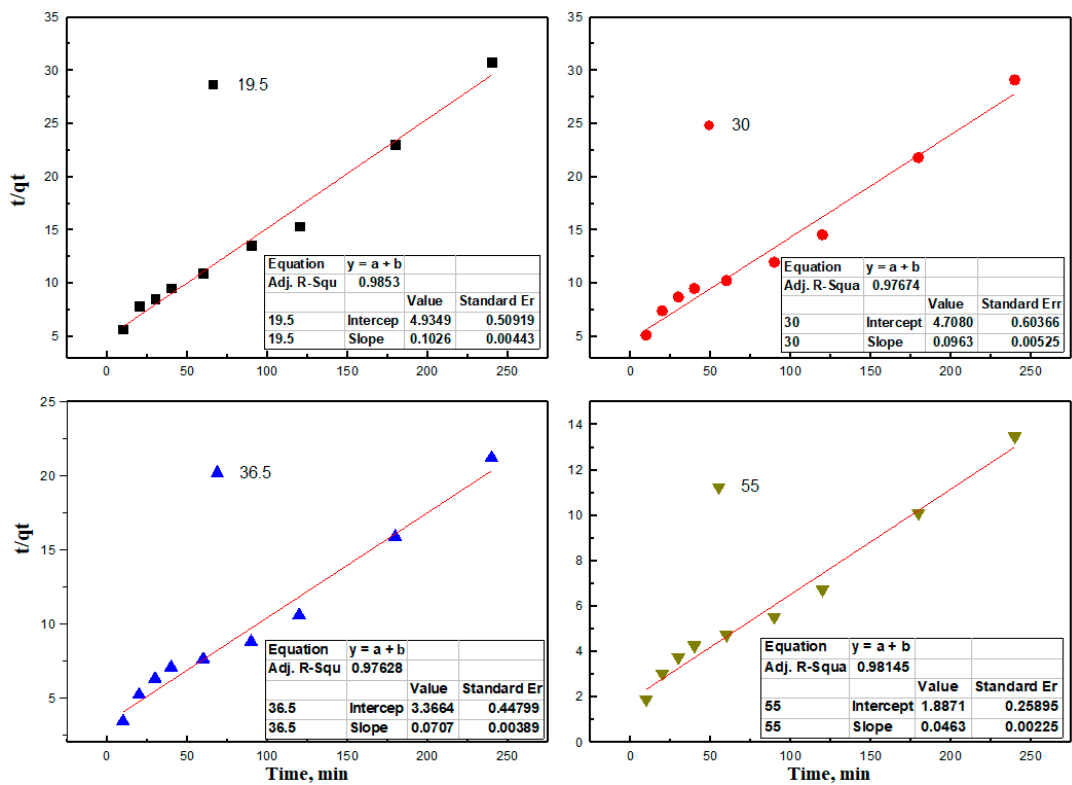 35
30
25
20
15
10
5
t/qt
19.5
Equation y = a + b
Adj. R-Squ 0.9853
Value Standard Er
19.5 Intercep 4.9349 0.50919
19.5 Slope 0.1026 0.00443
0 50 100 150 200 250
35
30
25
20
15
10
5
30
Equation y = a + b
Adj. R-Squa 0.97674
Value Standard Err
30 Intercept 4.7080 0.60366
30 Slope 0.0963 0.00525
0 50 100 150 200 250
25
20
15
10
5
t/qt
36.5
Equation y = a + b
Adj. R-Squ 0.97628
Value Standard Er
36.5 Intercep 3.3664 0.44799
36.5 Slope 0.0707 0.00389
0 50 100 150 200 250
Time, min
14
12
10
8
6
4
2
0
55
Equation y = a + b
Adj. R-Squa 0.98145
Value Standard Err
55 Intercept 1.8871 0.25895
55 Slope 0.0463 0.00225
0 50 100 150 200 250
Time, min